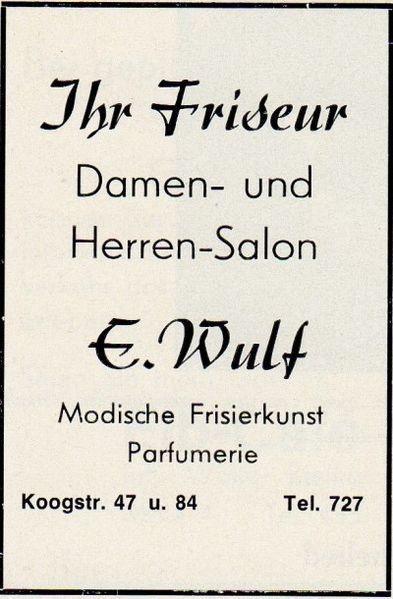 Ihr Friseur
Damen- und
Herren-Salon
E. Wulf
Modische Frisierkunst
Parfumerie
Koogstr. 47 u. 84 Tel. 727